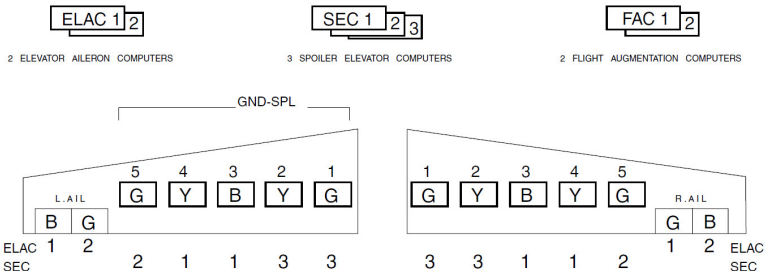 ELAC 1 2 SEC 1 2 3 FAC 1 2
2 ELEVATOR AILERON COMPUTERS 3 SPOILER ELEVATOR COMPUTERS 2 FLIGHT AUGMENTATION COMPUTERS
GND-SPL
5 4 3 2 1 1 2 3 4 5
G Y B Y G G Y B Y G
L.AIL R.AIL
B G G B
ELAC 1 2 1 2 ELAC
SEC 2 1 1 3 3 3 3 1 1 2 SEC